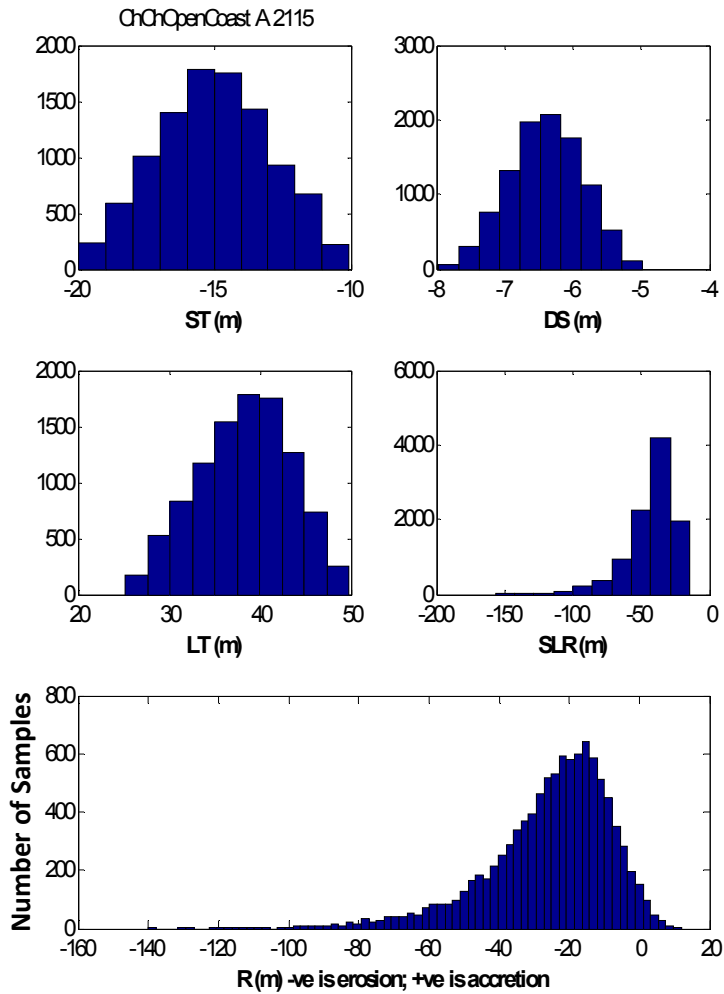 ChChOpenCoast A 2115
2000
1500
1000
500
0
-20 -15 -10
ST (m)
3000
2000
1000
0
-8 -7 -6 -5 -4
DS (m)
2000
1500
1000
500
0
20 30 40 50
LT (m)
6000
4000
2000
0
-200 -150 -100 -50 0
SLR (m)
Number of Samples
800
600
400
200
0
-160 -140 -120 -100 -80 -60 -40 -20 0 20
R (m) -ve is erosion; +ve is accretion